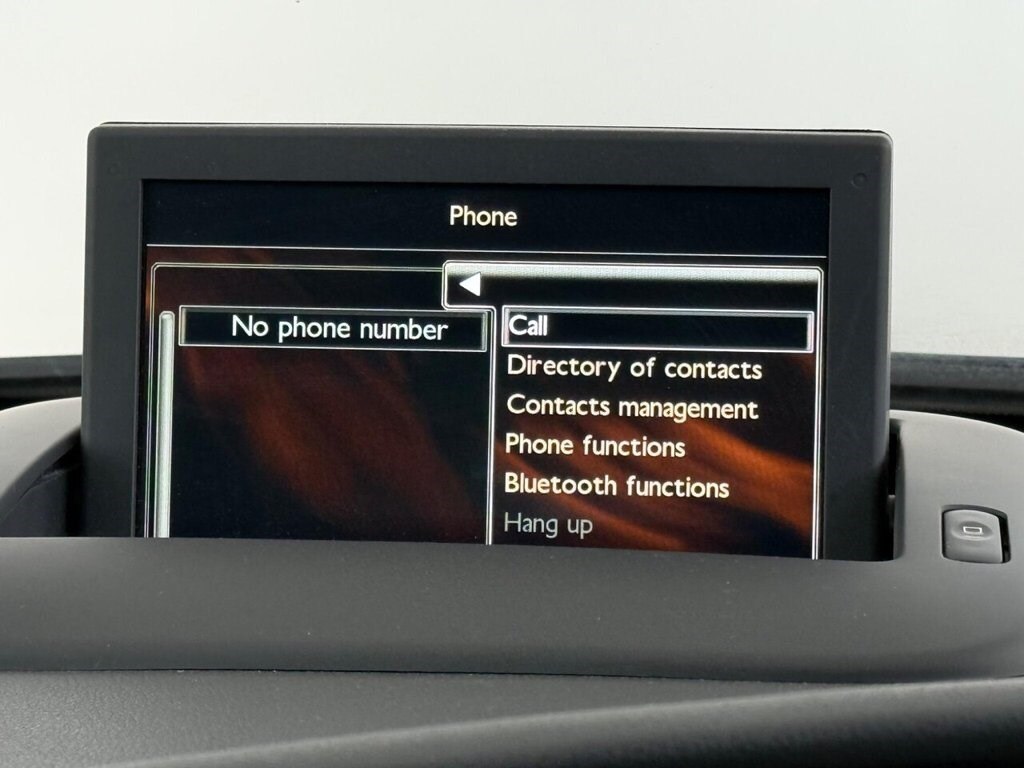 Phone
No phone number
Call
Directory of contacts
Contacts management
Phone functions
Bluetooth functions
Hang up